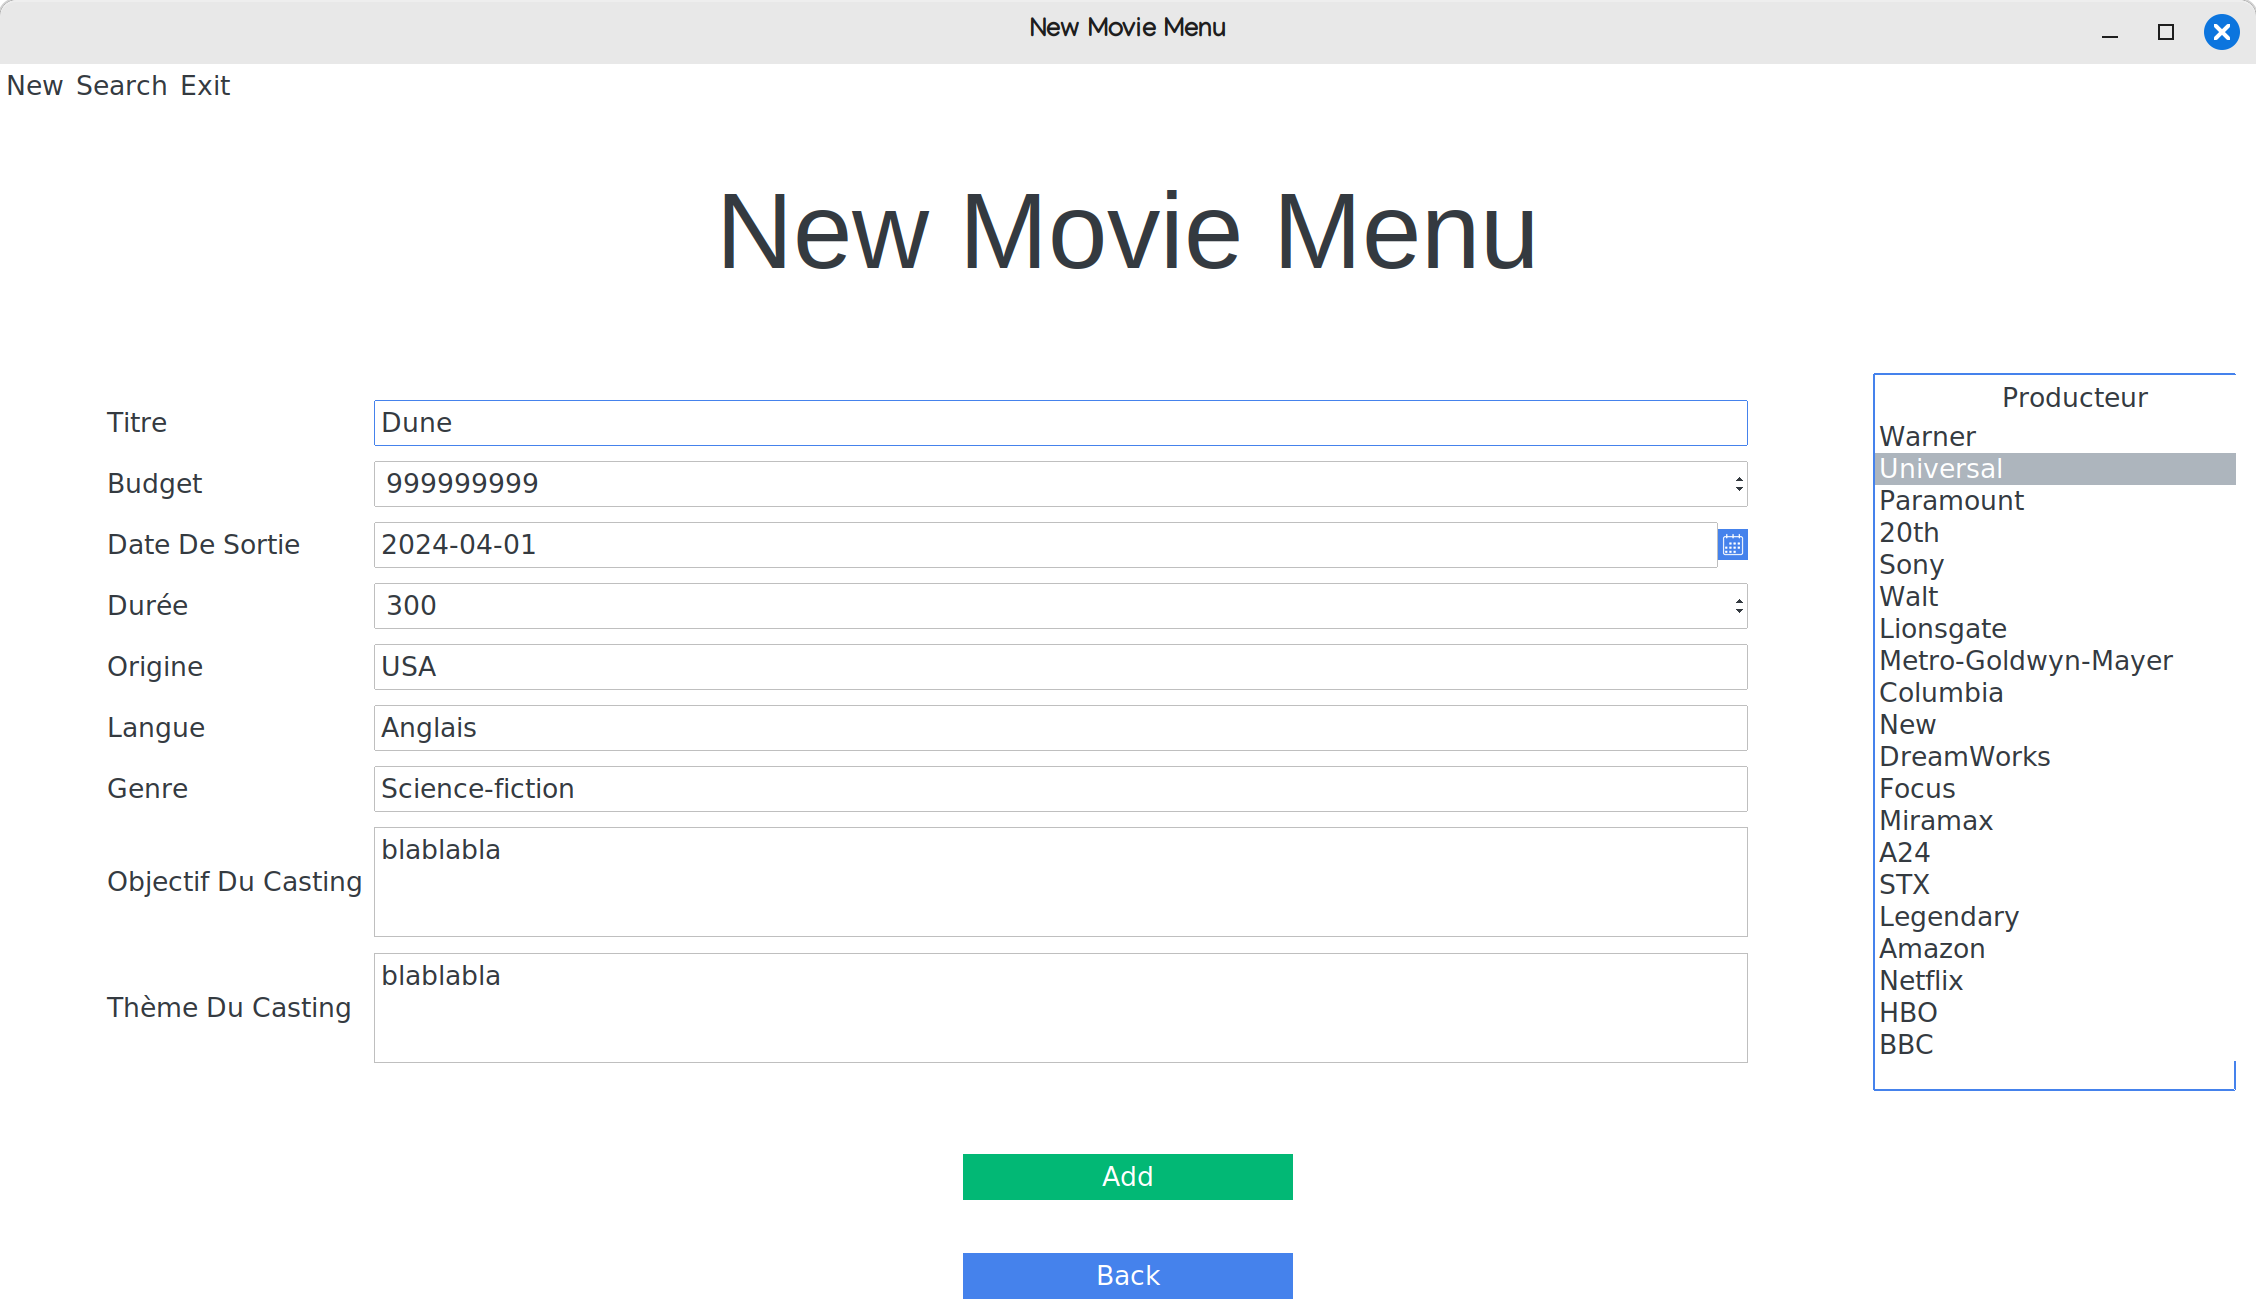 New Movie Menu
New Search Exit
New Movie Menu
Titre Dune
Budget 999999999
Date De Sortie 2024-04-01
Durée 300
Origine USA
Langue Anglais
Genre Science-fiction
Objectif Du Casting blablabla
Thème Du Casting blablabla
Producteur
Warner
Universal
Paramount
20th
Sony
Walt
Lionsgate
Metro-Goldwyn-Mayer
Columbia
New
DreamWorks
Focus
Miramax
A24
STX
Legendary
Amazon
Netflix
HBO
BBC
Add
Back